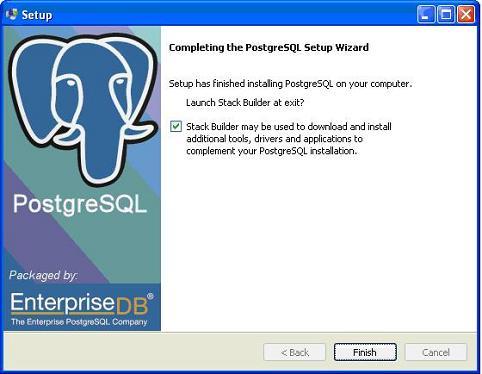 Setup
Completing the PostgreSQL Setup Wizard
Setup has finished installing PostgreSQL on your computer.
Launch Stack Builder at exit?
Stack Builder may be used to download and install
additional tools, drivers and applications to
complement your PostgreSQL installation.
PostgreSQL
Packaged by:
EnterpriseDB®
The Enterprise PostgreSQL Company
< Back
Finish
Cancel